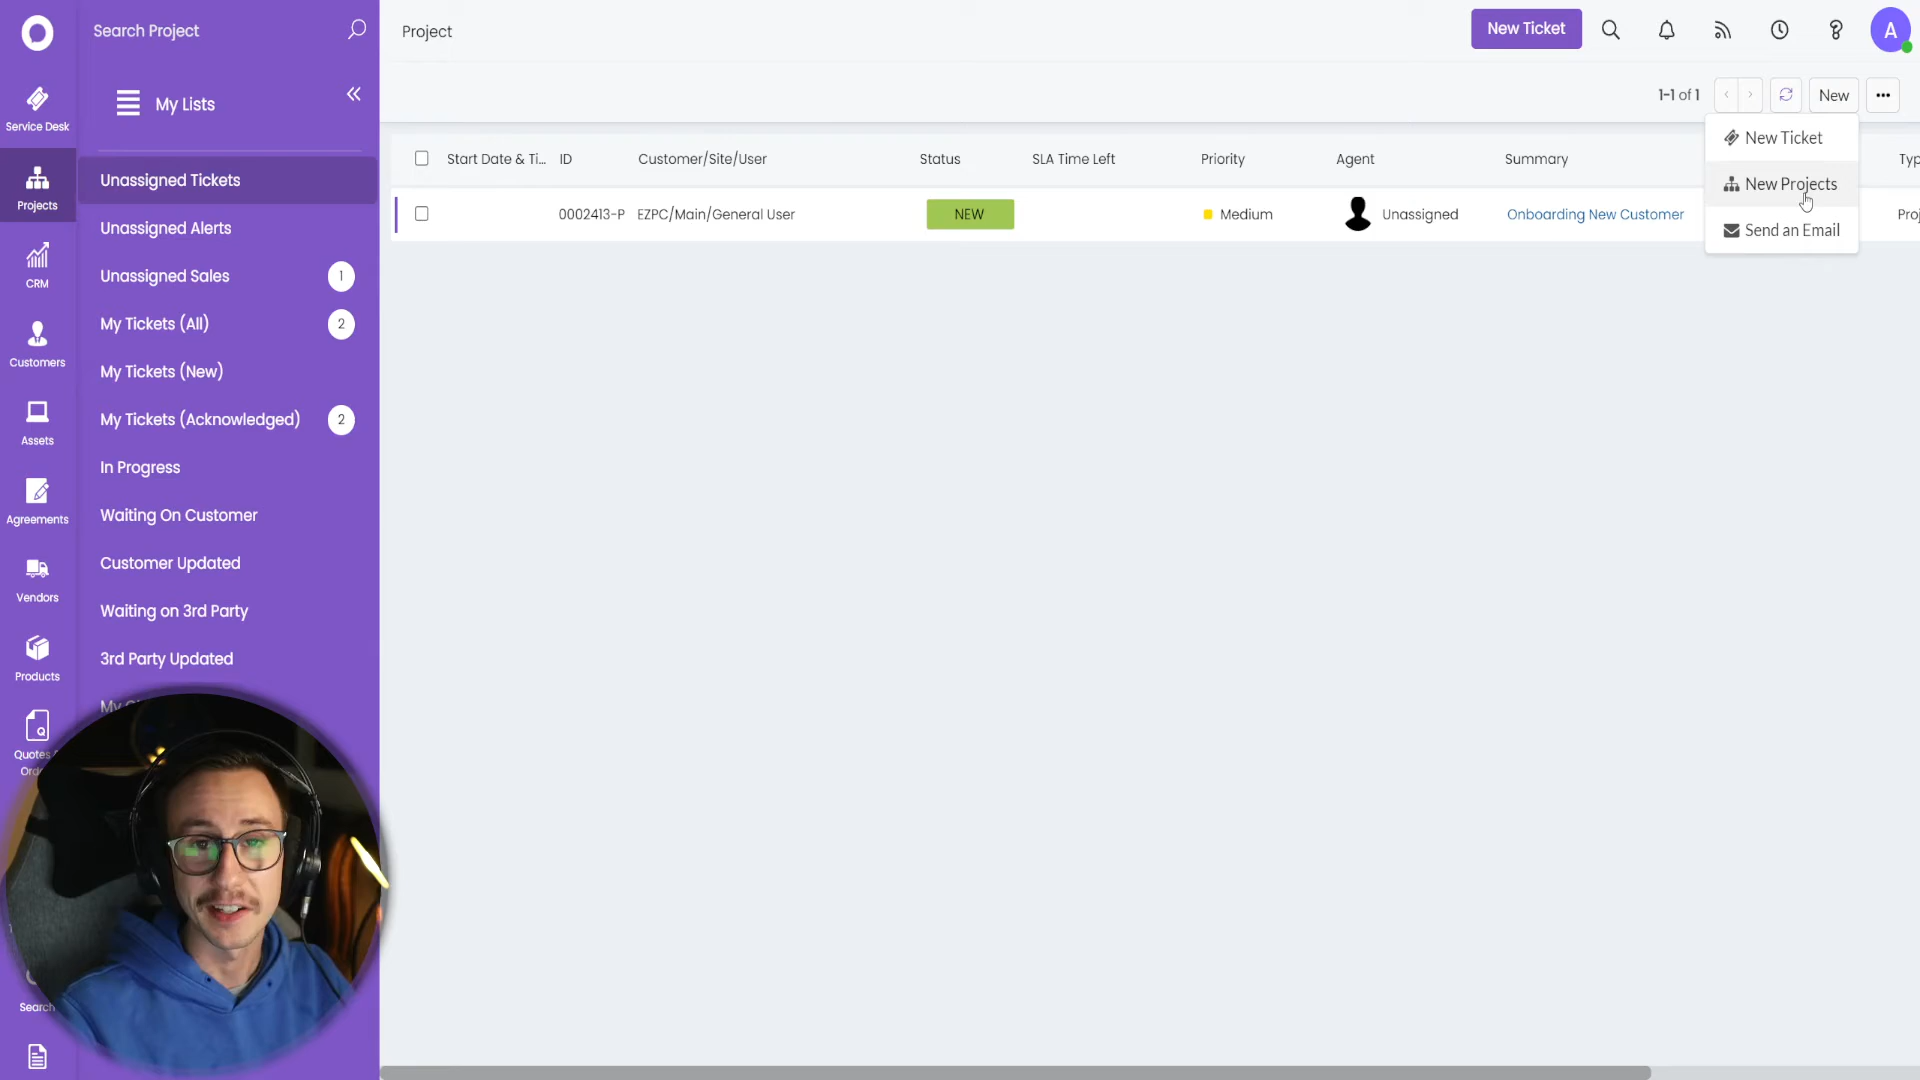 Search Project
Project
New Ticket
?
A
My Lists
1-1 of 1
New
Service Desk
Projects
CRM
Customers
Assets
Agreements
Vendors
Products
Quotes
Search
Unassigned Tickets
Unassigned Alerts
Unassigned Sales 1
My Tickets (All) 2
My Tickets (New)
My Tickets (Acknowledged) 2
In Progress
Waiting On Customer
Customer Updated
Waiting on 3rd Party
3rd Party Updated
Start Date & Ti... ID Customer/Site/User Status SLA Time Left Priority Agent Summary Typ
0002413-P EZPC/Main/General User NEW Medium Unassigned Onboarding New Customer Proj
New Ticket
New Projects
Send an Email